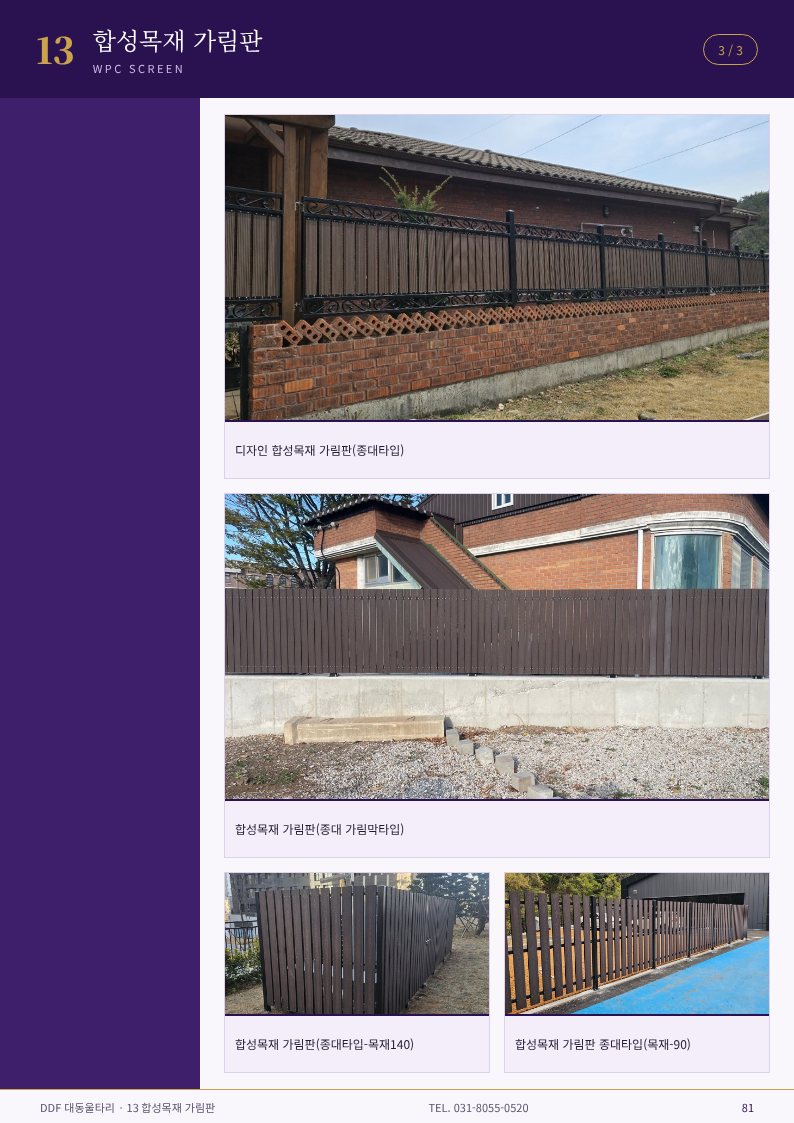 13
합성목재 가림판
WPC SCREEN
3 / 3
디자인 합성목재 가림판(종대타입)
합성목재 가림판(종대 가림막타입)
합성목재 가림판(종대타입-목재140)
합성목재 가림판 종대타입(목재-90)
DDF 대동울타리 · 13 합성목재 가림판
TEL. 031-8055-0520
81